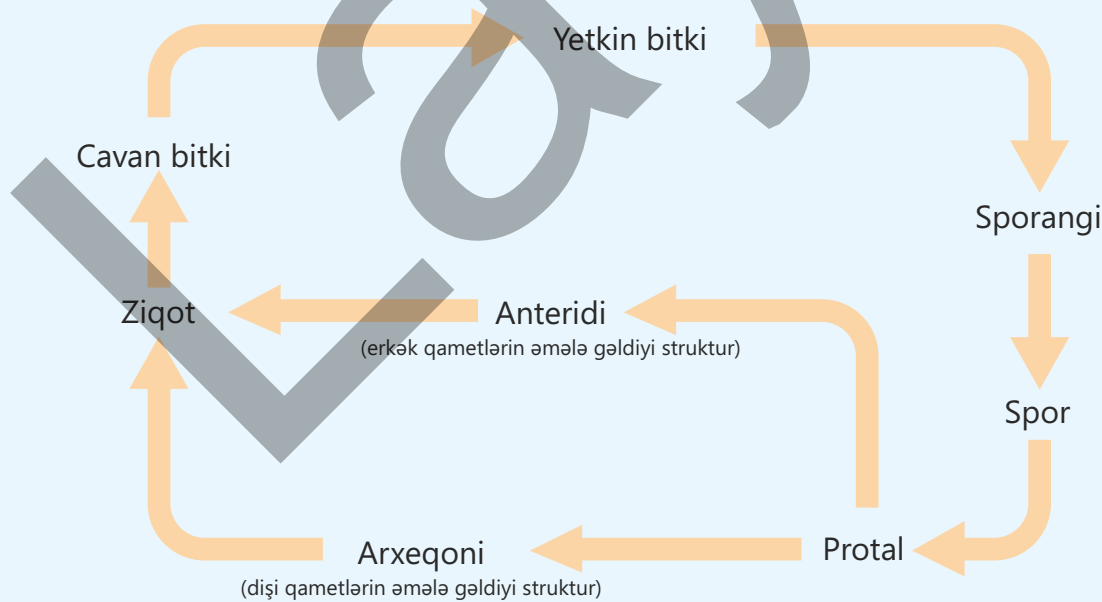 Yetkin bitki
Cavan bitki
Sporangi
Ziqot
Anteridi
(erkək qametlərin əmələ gəldiyi struktur)
Spor
Arxeqoni
(dişi qametlərin əmələ gəldiyi struktur)
Protal